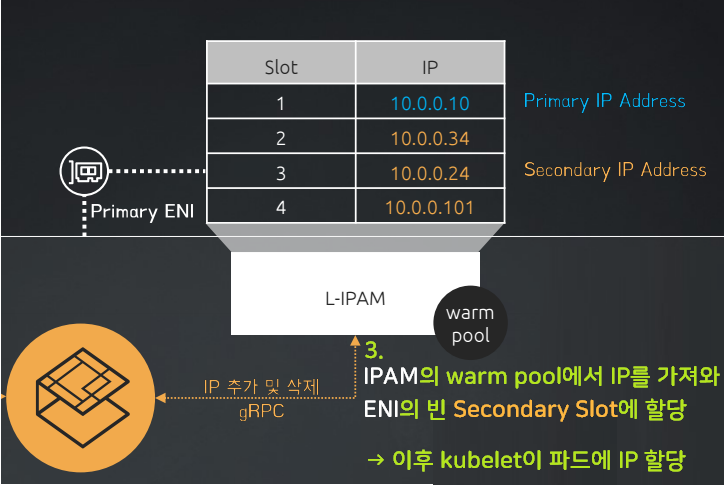 Slot IP
1 10.0.0.10 Primary IP Address
2 10.0.0.34
3 10.0.0.24 Secondary IP Address
4 10.0.0.101
Primary ENI
L-IPAM
warm
pool
IP 추가 및 삭제
gRPC
3.
IPAM의 warm pool에서 IP를 가져와
ENI의 빈 Secondary Slot에 할당
→ 이후 kubelet이 파드에 IP 할당